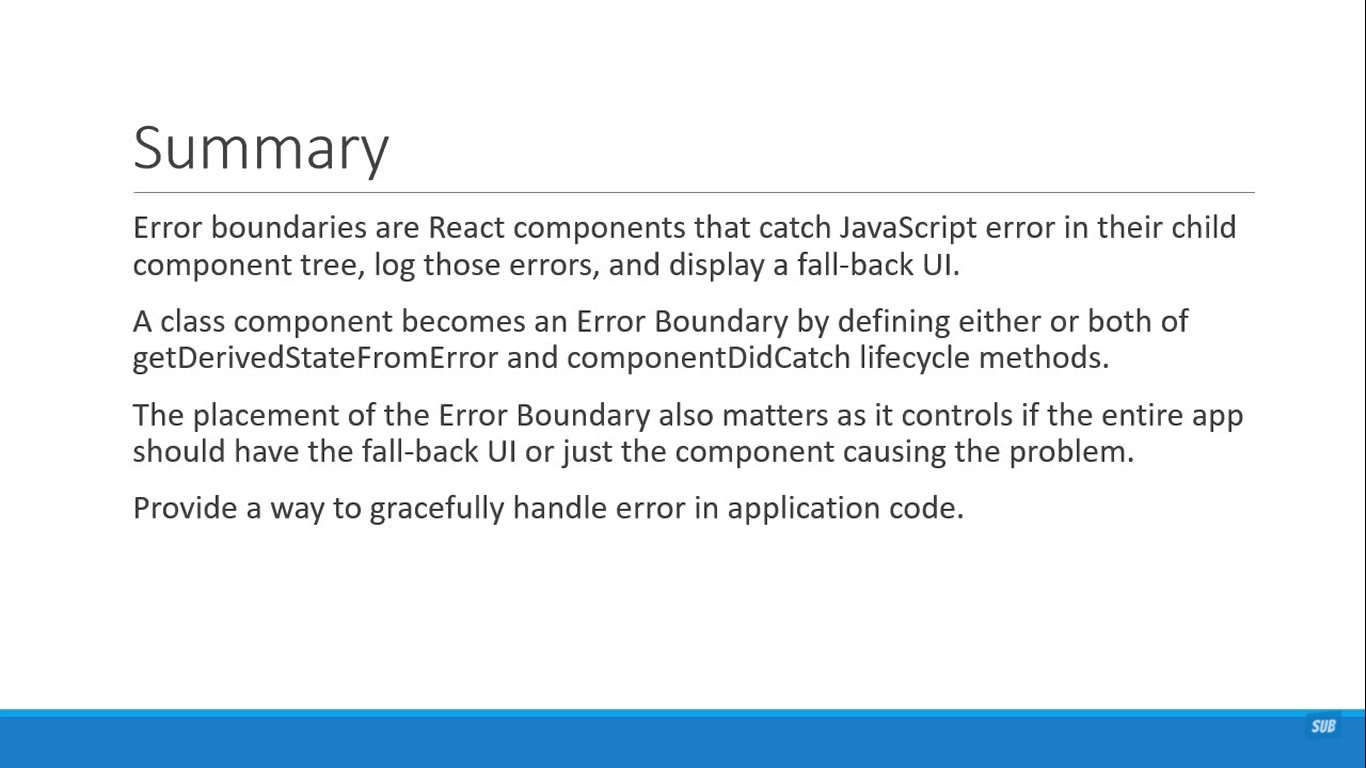 Summary
Error boundaries are React components that catch JavaScript error in their child
component tree, log those errors, and display a fall-back UI.
A class component becomes an Error Boundary by defining either or both of
getDerivedStateFromError and componentDidCatch lifecycle methods.
The placement of the Error Boundary also matters as it controls if the entire app
should have the fall-back UI or just the component causing the problem.
Provide a way to gracefully handle error in application code.
SUB